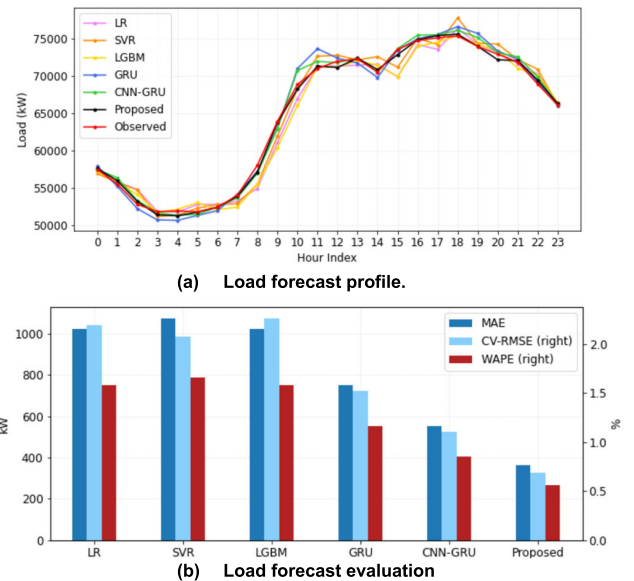 75000
70000
65000
60000
55000
50000
Load (kW)
LR
SVR
LGBM
GRU
CNN-GRU
Proposed
Observed
0 1 2 3 4 5 6 7 8 9 10 11 12 13 14 15 16 17 18 19 20 21 22 23
Hour Index
(a) Load forecast profile.
1000
800
600
400
200
0
kW
MAE
CV-RMSE (right)
WAPE (right)
2.0
1.5
1.0
0.5
0.0
%
LR SVR LGBM GRU CNN-GRU Proposed
(b) Load forecast evaluation